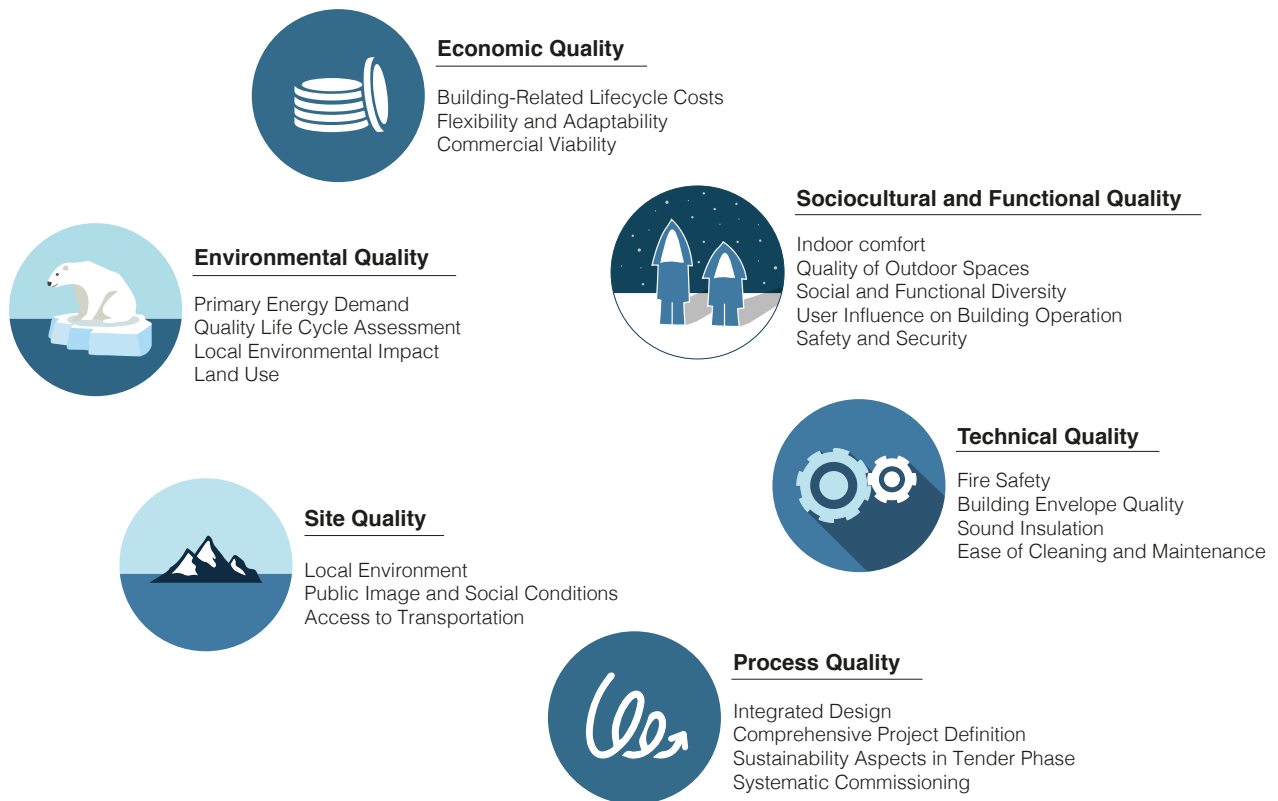 Economic Quality
Building-Related Lifecycle Costs
Flexibility and Adaptability
Commercial Viability
Sociocultural and Functional Quality
Indoor comfort
Quality of Outdoor Spaces
Social and Functional Diversity
User Influence on Building Operation
Safety and Security
Environmental Quality
Primary Energy Demand
Quality Life Cycle Assessment
Local Environmental Impact
Land Use
Technical Quality
Fire Safety
Building Envelope Quality
Sound Insulation
Ease of Cleaning and Maintenance
Site Quality
Local Environment
Public Image and Social Conditions
Access to Transportation
Process Quality
Integrated Design
Comprehensive Project Definition
Sustainability Aspects in Tender Phase
Systematic Commissioning